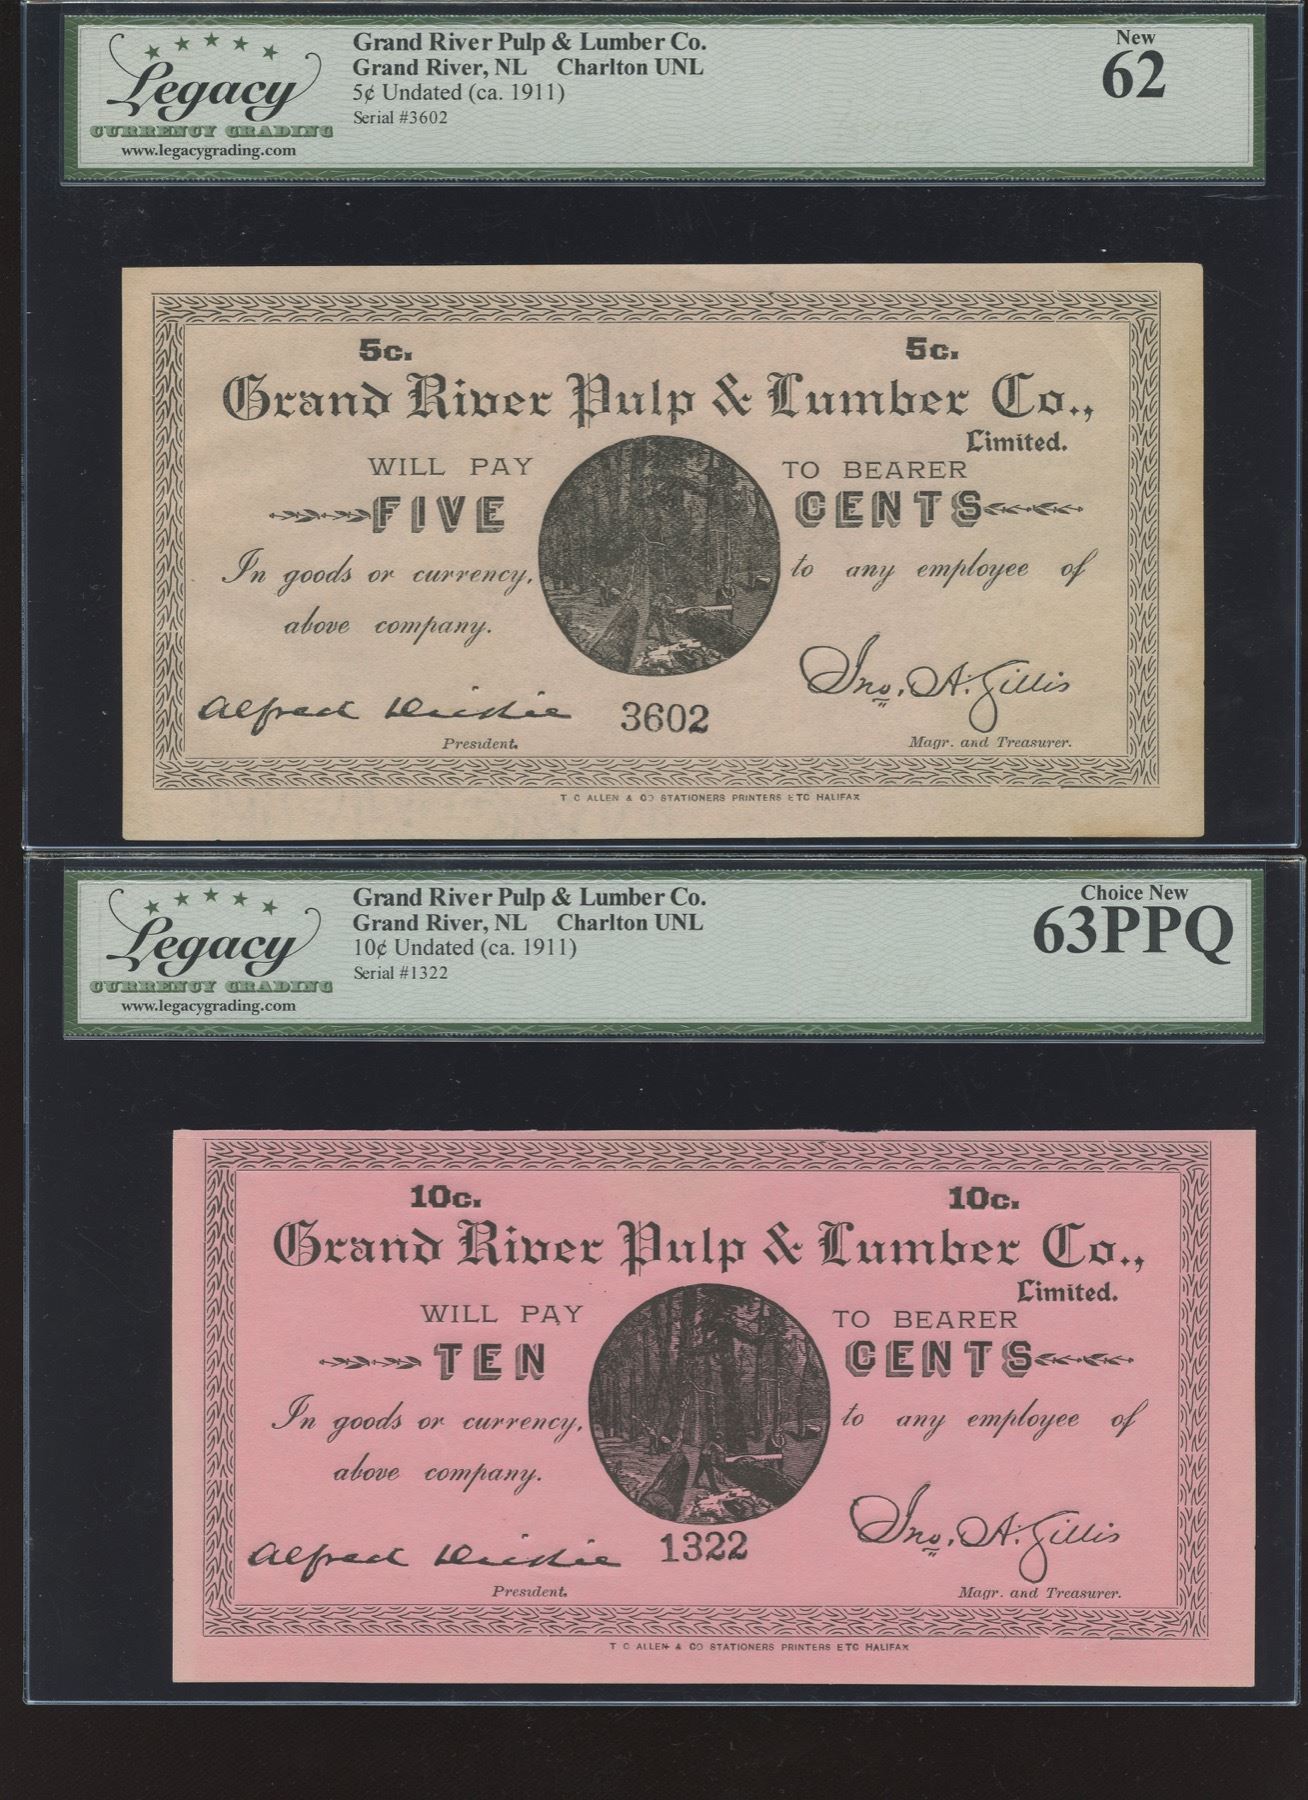 Legacy
CURRENCY GRADING
www.legacygrading.com
Grand River Pulp & Lumber Co.
Grand River, NL Charlton UNL
5¢ Undated (ca. 1911)
Serial #3602
New
62
5c. 5c.
Grand River Pulp & Lumber Co.,
Limited.
WILL PAY TO BEARER
FIVE CENTS
In goods or currency, to any employee of
above company.
Alfred Dickie 3602 Jno. A. Gillis
President. Magr. and Treasurer.
T. C ALLEN & CO STATIONERS PRINTERS ETC HALIFAX
Legacy
CURRENCY GRADING
www.legacygrading.com
Grand River Pulp & Lumber Co.
Grand River, NL Charlton UNL
10¢ Undated (ca. 1911)
Serial #1322
Choice New
63PPQ
10c. 10c.
Grand River Pulp & Lumber Co.,
Limited.
WILL PAY TO BEARER
TEN CENTS
In goods or currency, to any employee of
above company.
Alfred Dickie 1322 Jno. A. Gillis
President. Magr. and Treasurer.
T C ALLEN & CO STATIONERS PRINTERS ETC HALIFAX